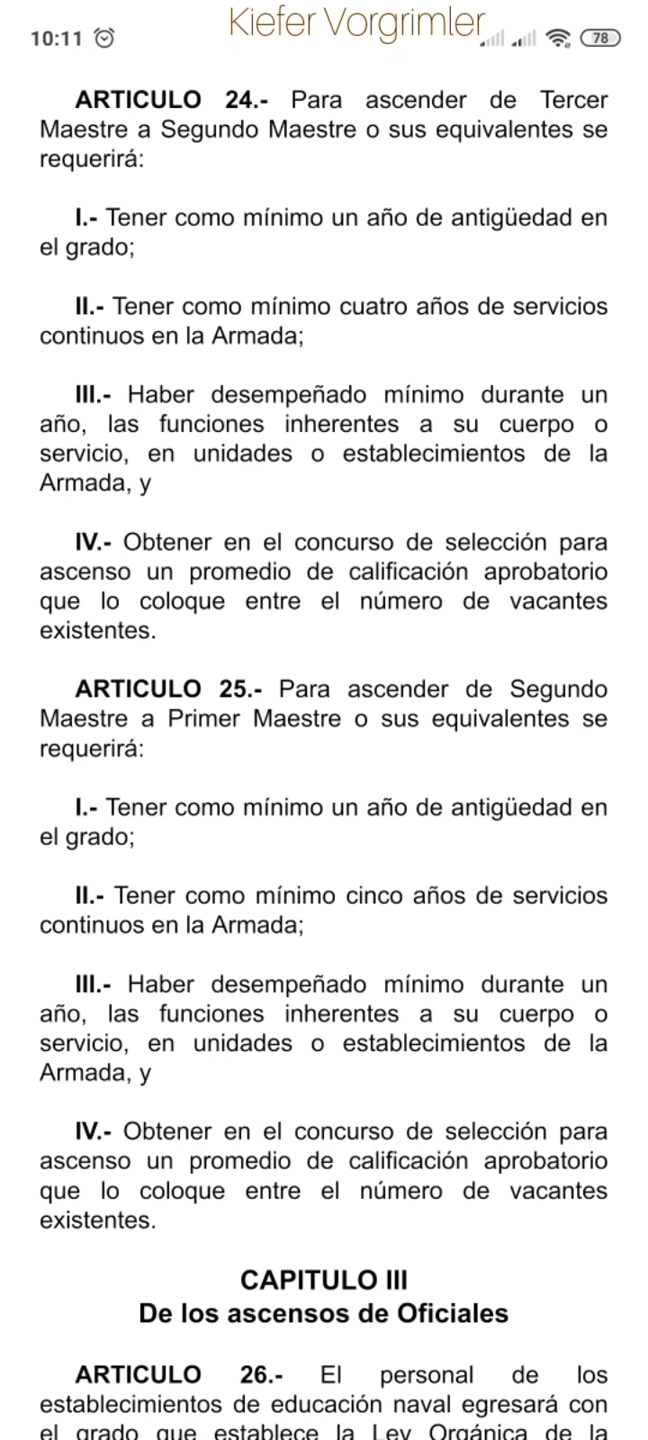 Kiefer Vorgrimler
10:11
78
ARTICULO 24.- Para ascender de Tercer
Maestre a Segundo Maestre o sus equivalentes se
requerirá:
I.- Tener como mínimo un año de antigüedad en
el grado;
II.- Tener como mínimo cuatro años de servicios
continuos en la Armada;
III.- Haber desempeñado mínimo durante un
año, las funciones inherentes a su cuerpo o
servicio, en unidades o establecimientos de la
Armada, y
IV.- Obtener en el concurso de selección para
ascenso un promedio de calificación aprobatorio
que lo coloque entre el número de vacantes
existentes.
ARTICULO 25.- Para ascender de Segundo
Maestre a Primer Maestre o sus equivalentes se
requerirá:
I.- Tener como mínimo un año de antigüedad en
el grado;
II.- Tener como mínimo cinco años de servicios
continuos en la Armada;
III.- Haber desempeñado mínimo durante un
año, las funciones inherentes a su cuerpo o
servicio, en unidades o establecimientos de la
Armada, y
IV.- Obtener en el concurso de selección para
ascenso un promedio de calificación aprobatorio
que lo coloque entre el número de vacantes
existentes.
CAPITULO III
De los ascensos de Oficiales
ARTICULO 26.- El personal de los
establecimientos de educación naval egresará con
el grado que establece la Ley Orgánica de la